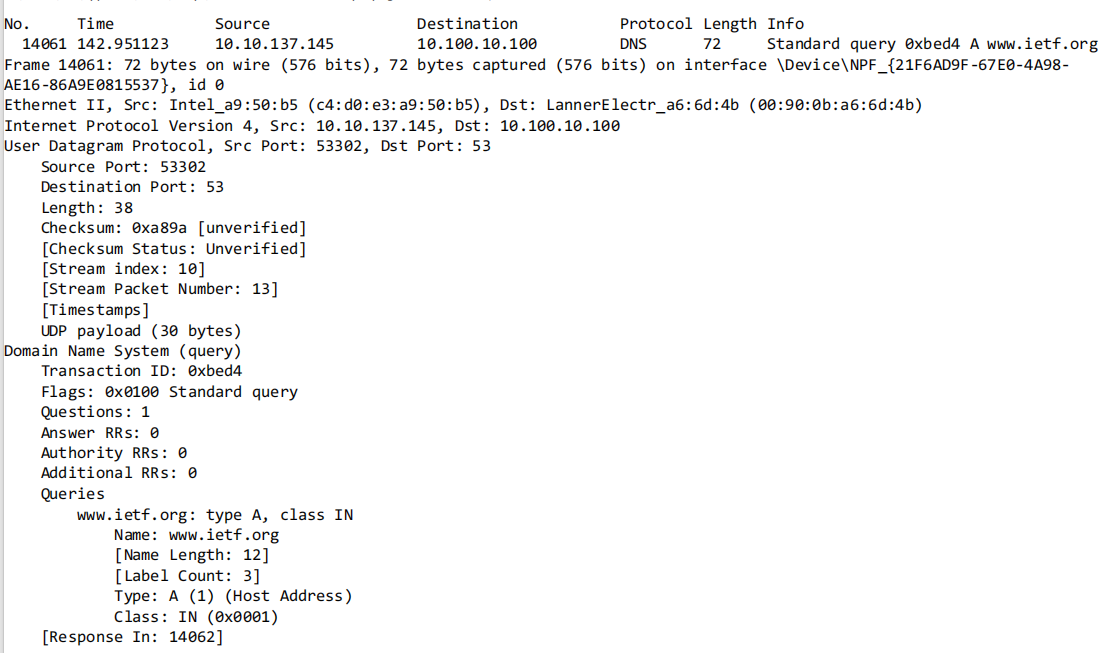 No. Time Source Destination Protocol Length Info
14061 142.951123 10.10.137.145 10.100.10.100 DNS 72 Standard query 0xbed4 A www.ietf.org
Frame 14061: 72 bytes on wire (576 bits), 72 bytes captured (576 bits) on interface \Device\NPF_{21F6AD9F-67E0-4A98-
AE16-86A9E0815537}, id 0
Ethernet II, Src: Intel_a9:50:b5 (c4:d0:e3:a9:50:b5), Dst: LannerElectr_a6:6d:4b (00:90:0b:a6:6d:4b)
Internet Protocol Version 4, Src: 10.10.137.145, Dst: 10.100.10.100
User Datagram Protocol, Src Port: 53302, Dst Port: 53
Source Port: 53302
Destination Port: 53
Length: 38
Checksum: 0xa89a [unverified]
[Checksum Status: Unverified]
[Stream index: 10]
[Stream Packet Number: 13]
[Timestamps]
UDP payload (30 bytes)
Domain Name System (query)
Transaction ID: 0xbed4
Flags: 0x0100 Standard query
Questions: 1
Answer RRs: 0
Authority RRs: 0
Additional RRs: 0
Queries
www.ietf.org: type A, class IN
Name: www.ietf.org
[Name Length: 12]
[Label Count: 3]
Type: A (1) (Host Address)
Class: IN (0x0001)
[Response In: 14062]